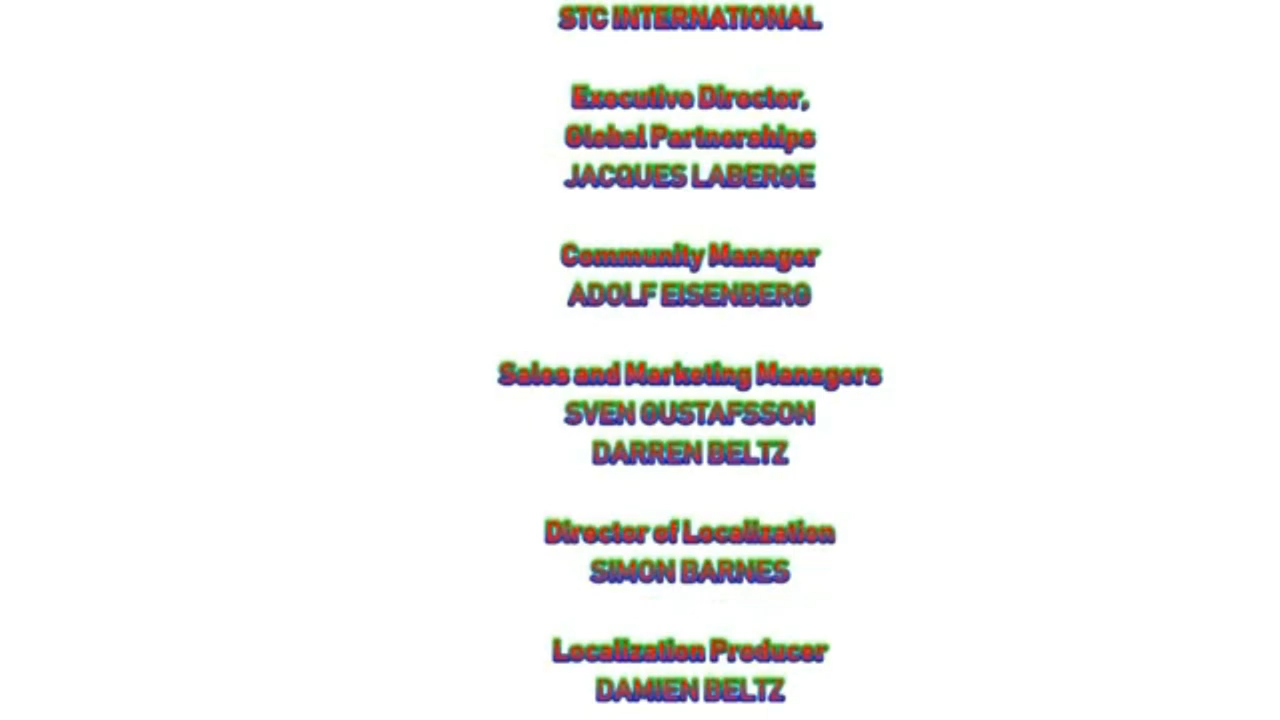 STC INTERNATIONAL
Executive Director,
Global Partnerships
JACQUES LABERGE
Community Manager
ADOLF EISENBERG
Sales and Marketing Managers
SVEN GUSTAFSSON
DARREN BELTZ
Director of Localization
SIMON BARNES
Localization Producer
DAMIEN BELTZ